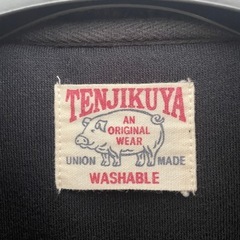 TENJIKUYA
AN
ORIGINAL
WEAR
UNION MADE
WASHABLE